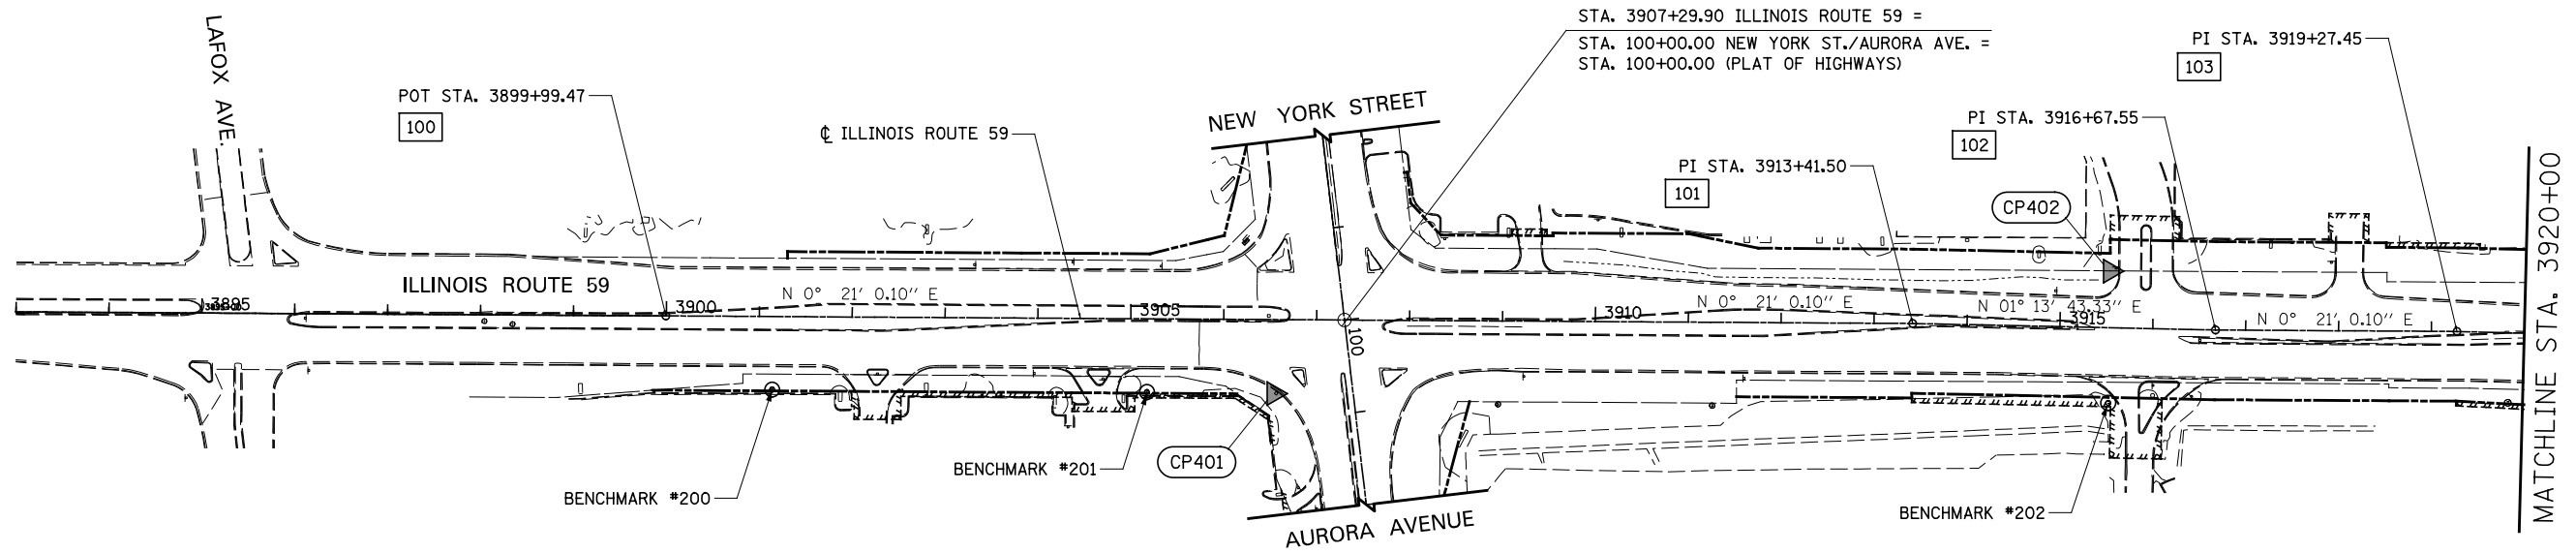 LAFOX AVE.
POT STA. 3899+99.47
100
℄ ILLINOIS ROUTE 59
NEW YORK STREET
STA. 3907+29.90 ILLINOIS ROUTE 59 =
STA. 100+00.00 NEW YORK ST./AURORA AVE. =
STA. 100+00.00 (PLAT OF HIGHWAYS)
PI STA. 3919+27.45
103
PI STA. 3916+67.55
102
PI STA. 3913+41.50
101
CP402
MATCHLINE STA. 3920+00
ILLINOIS ROUTE 59
3895
3900
N 0° 21' 0.10'' E
3905
3910
N 0° 21' 0.10'' E
N 01° 13' 43.33'' E
3915
N 0° 21' 0.10'' E
100
BENCHMARK #200
BENCHMARK #201
CP401
AURORA AVENUE
BENCHMARK #202